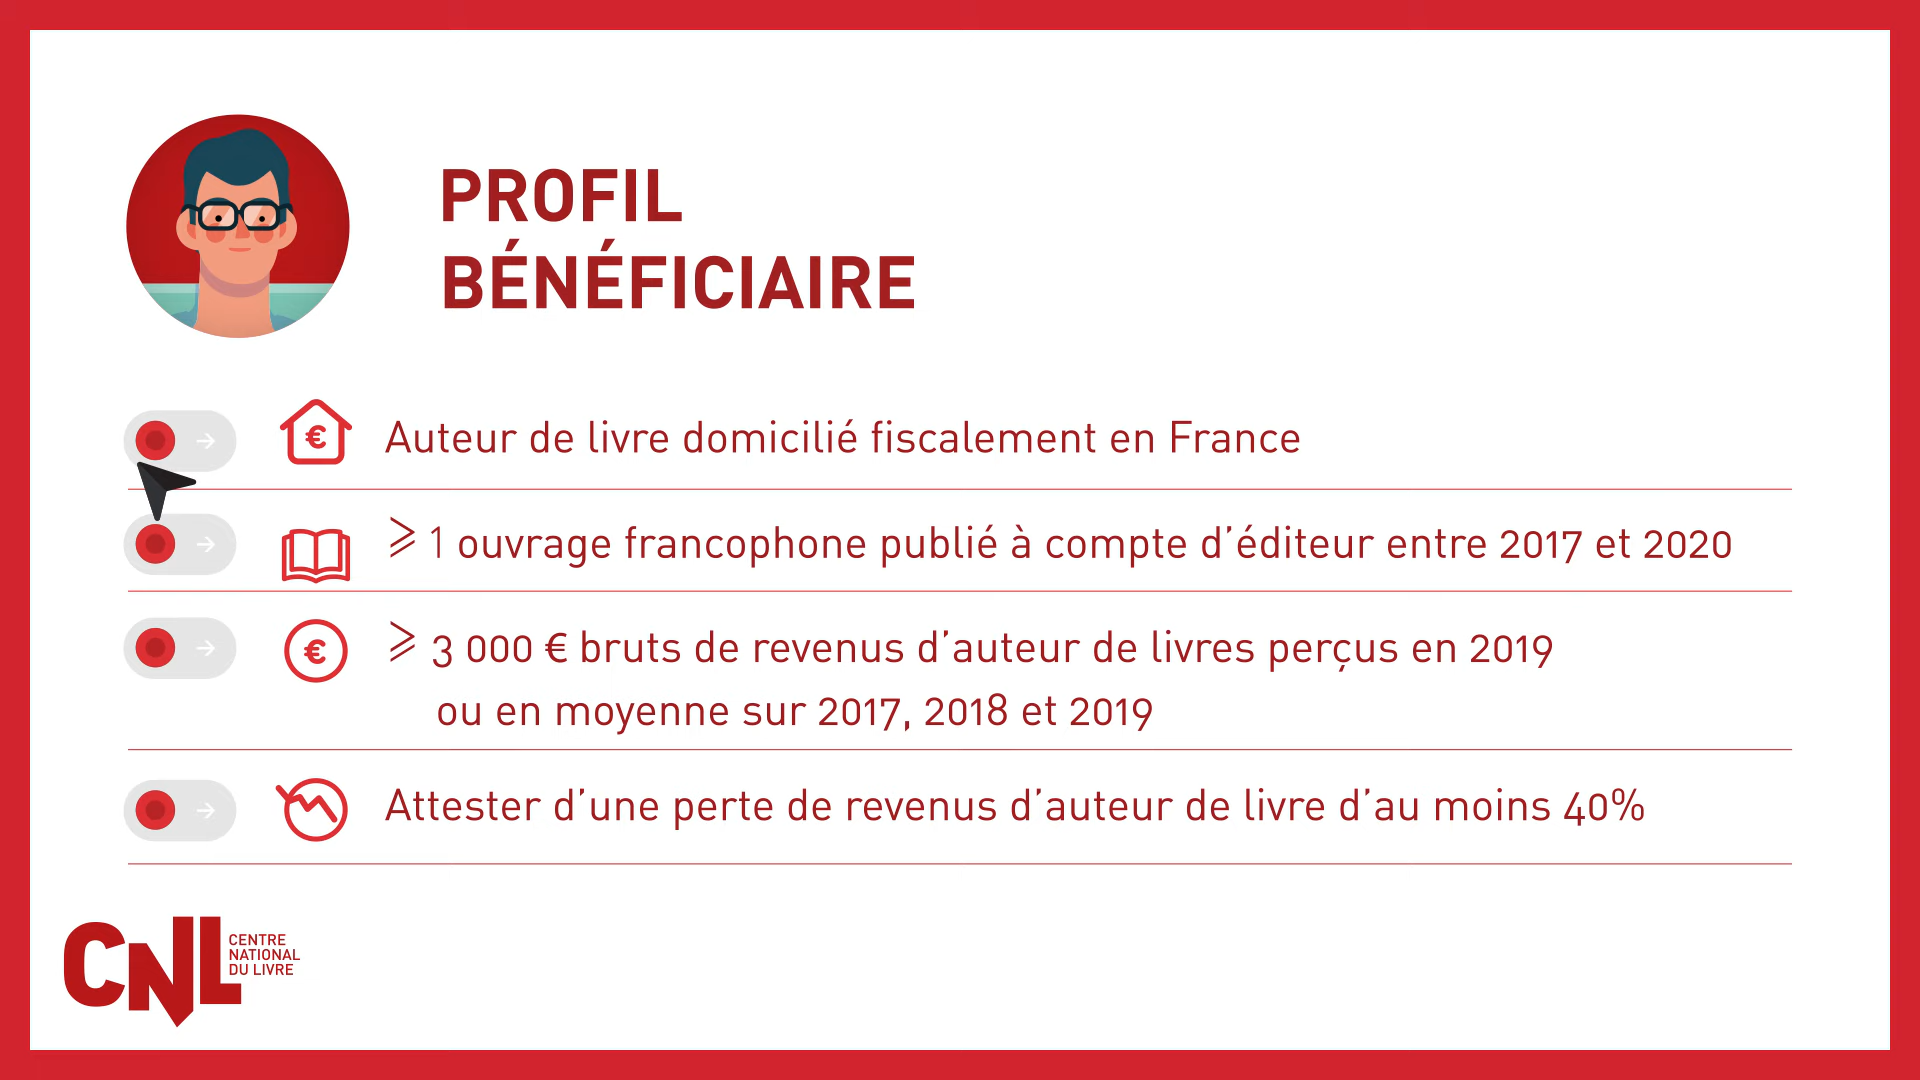 PROFIL
BÉNÉFICIAIRE
€ Auteur de livre domicilié fiscalement en France
⩾ 1 ouvrage francophone publié à compte d’éditeur entre 2017 et 2020
€ ⩾ 3 000 € bruts de revenus d’auteur de livres perçus en 2019
ou en moyenne sur 2017, 2018 et 2019
Attester d’une perte de revenus d’auteur de livre d’au moins 40%
CNL
CENTRE
NATIONAL
DU LIVRE